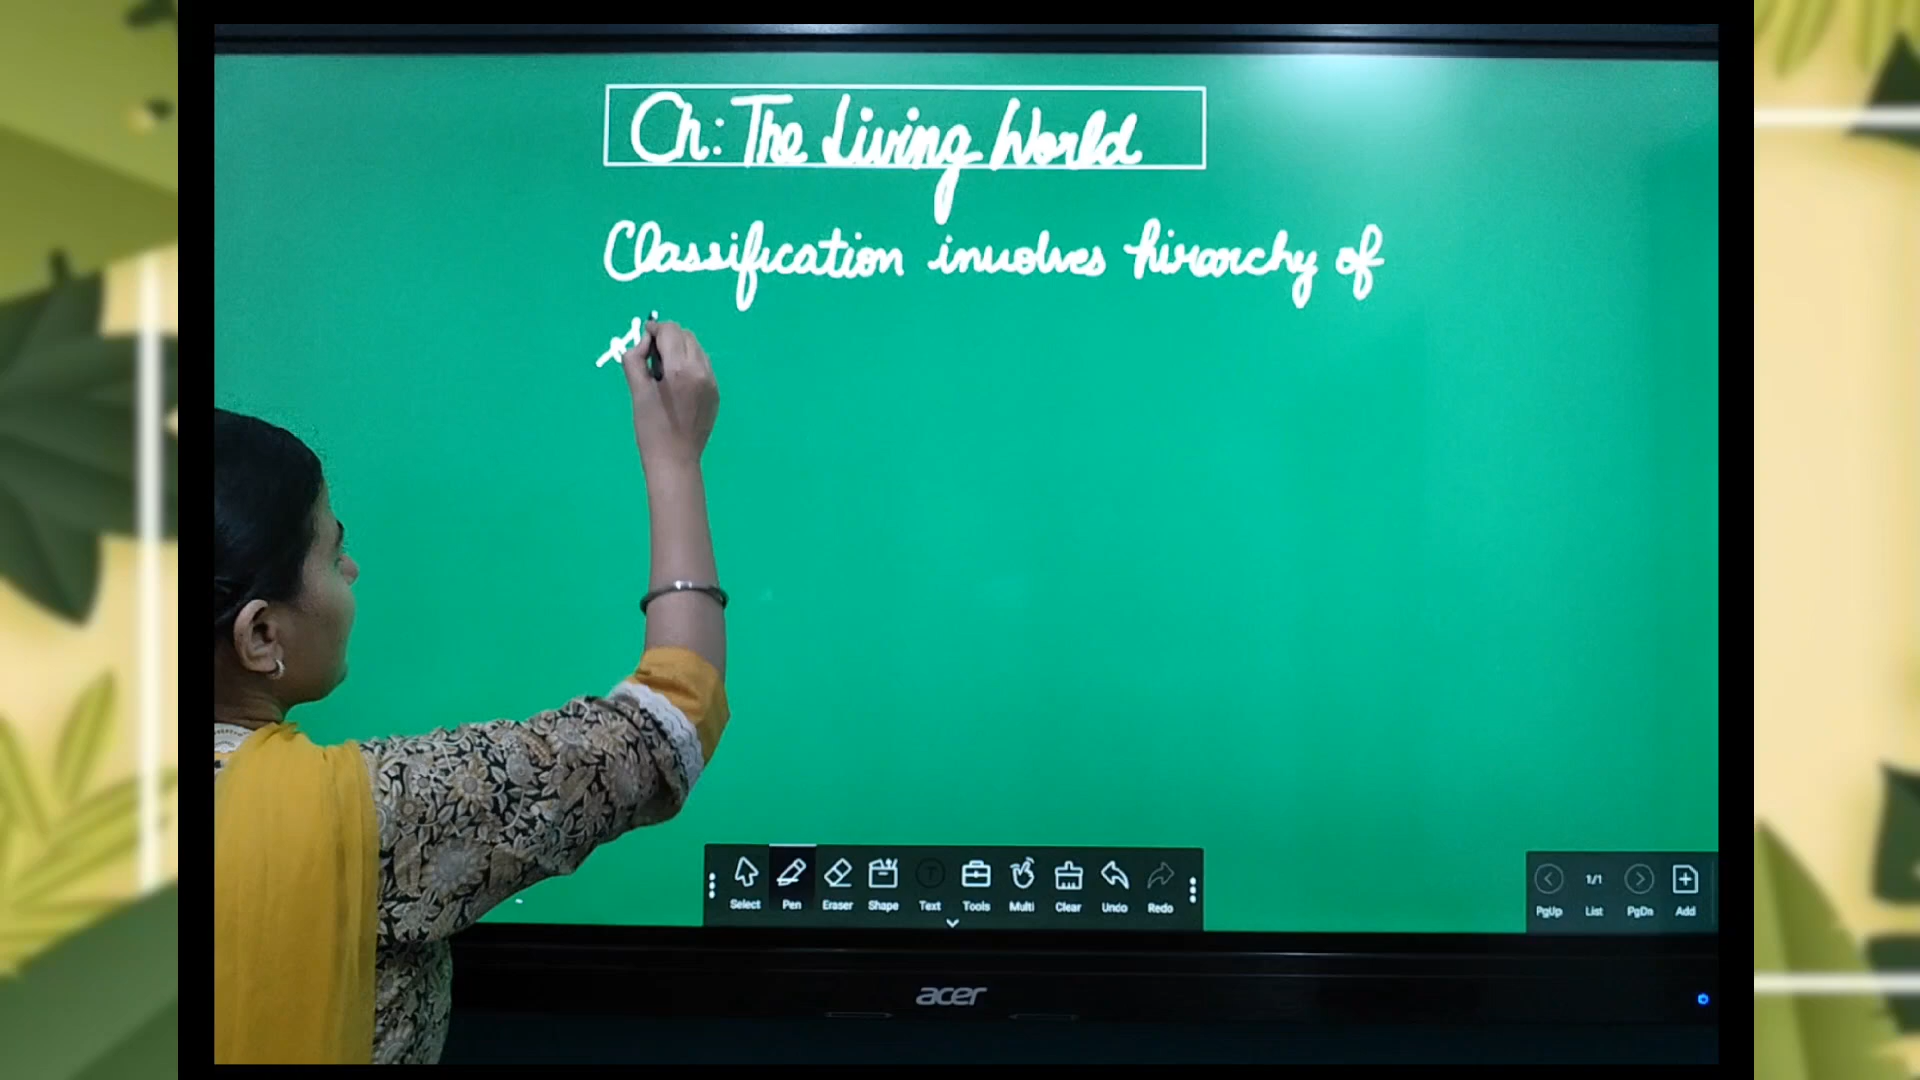 Ch: The Living World
Classification involves hirarchy of
Select Pen Eraser Shape Text Tools Multi Clear Undo Redo
1/1
PgUp List PgDn Add
acer